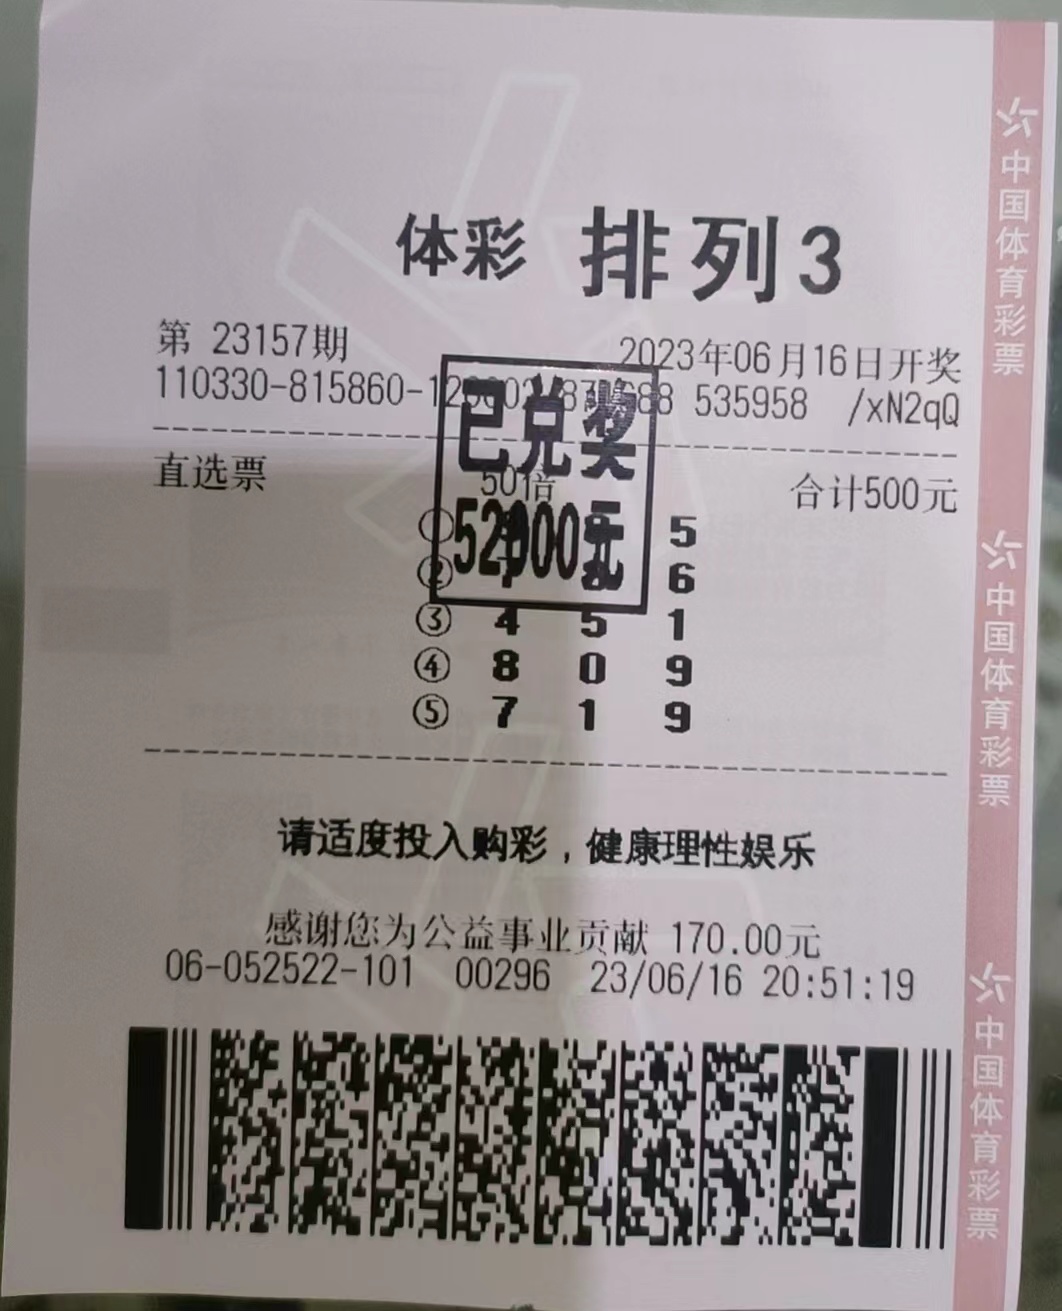 体彩 排列3
第 23157期 2023年06月16日开奖
110330-815860- 688 535958 /xN2qQ
已兑奖
直选票 50倍 合计500元
52000元
① 5
② 6
③ 4 5 1
④ 8 0 9
⑤ 7 1 9
请适度投入购彩，健康理性娱乐
感谢您为公益事业贡献 170.00元
06-052522-101 00296 23/06/16 20:51:19
中国体育彩票
中国体育彩票
中国体育彩票